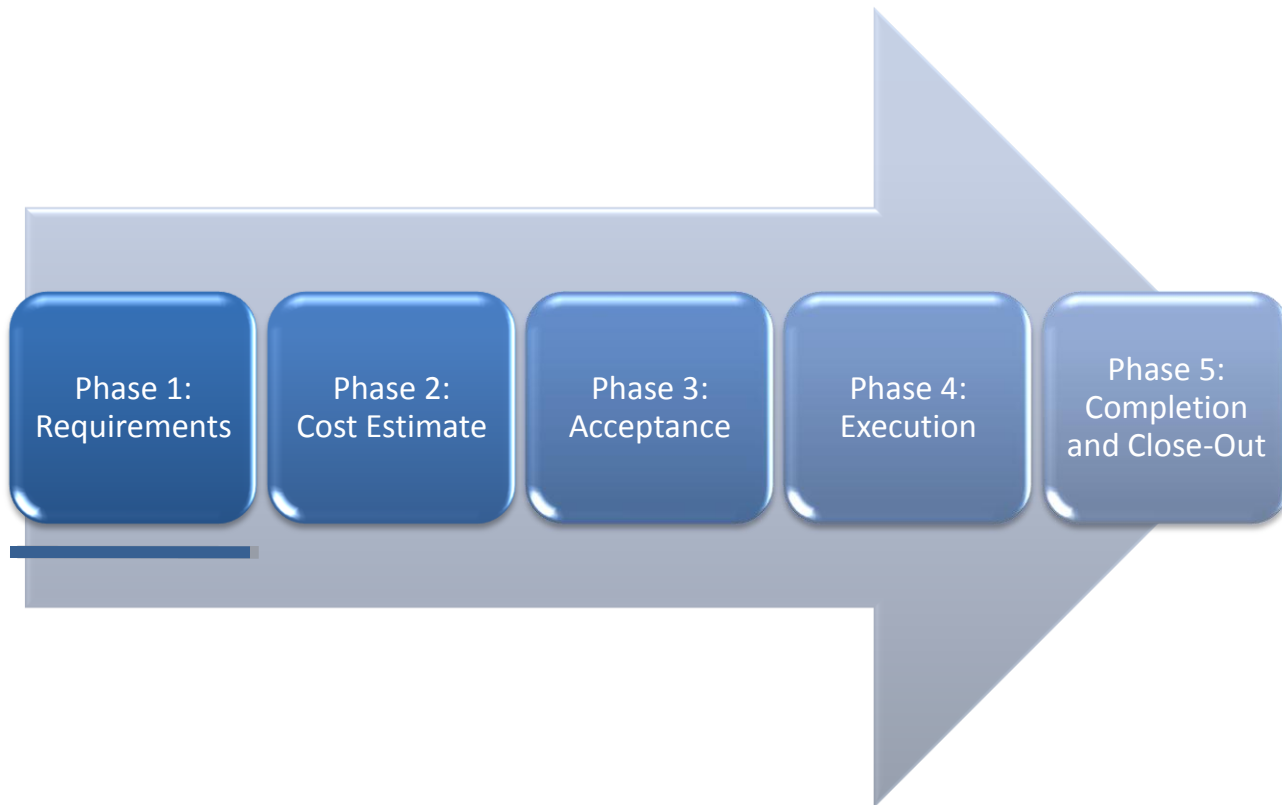 Phase 1:
Requirements
Phase 2:
Cost Estimate
Phase 3:
Acceptance
Phase 4:
Execution
Phase 5:
Completion
and Close-Out